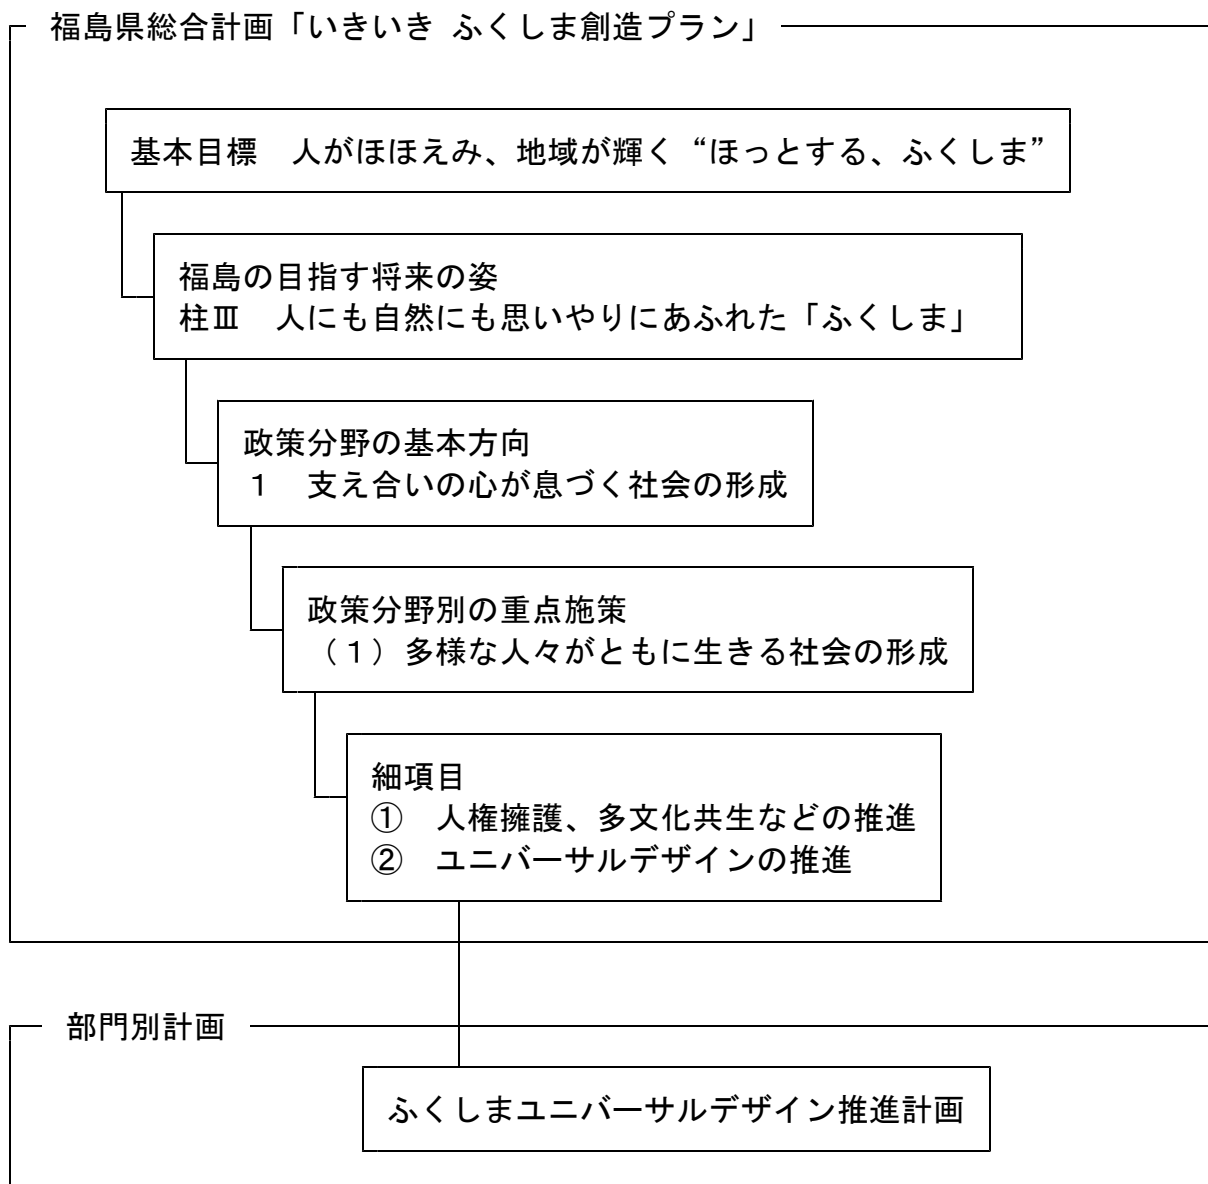 福島県総合計画「いきいき ふくしま創造プラン」
基本目標　人がほほえみ、地域が輝く“ほっとする、ふくしま”
福島の目指す将来の姿
柱Ⅲ　人にも自然にも思いやりにあふれた「ふくしま」
政策分野の基本方向
１　支え合いの心が息づく社会の形成
政策分野別の重点施策
（１）多様な人々がともに生きる社会の形成
細項目
①　人権擁護、多文化共生などの推進
②　ユニバーサルデザインの推進
部門別計画
ふくしまユニバーサルデザイン推進計画